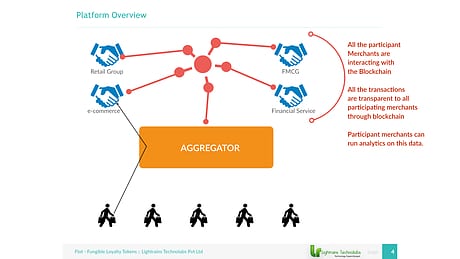 Platform Overview
Retail Group
FMCG
e-commerce
Financial Service
All the participant
Merchants are
interacting with
the Blockchain
All the transactions
are transparent to all
participating merchants
through blockchain
Participant merchants can
run analytics on this data.
AGGREGATOR
Plot - Fungible Loyalty Tokens : Lightrains Technolabs Pvt Ltd
Lightrains Technolabs
4